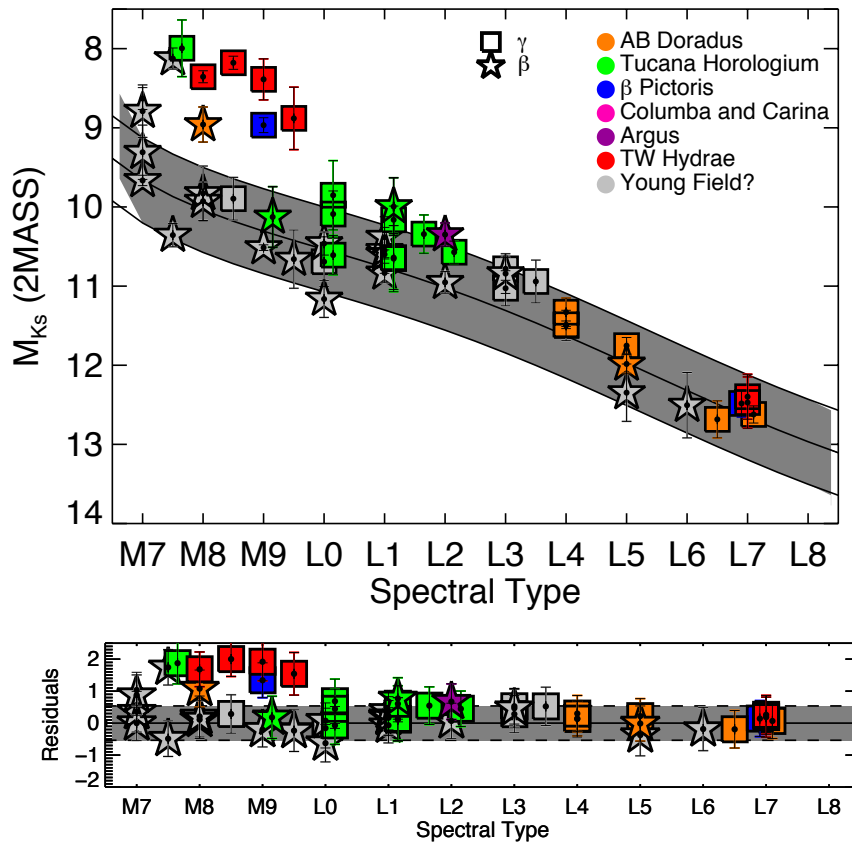 8
9
10
11
12
13
14
M_Ks (2MASS)
γ
β
AB Doradus
Tucana Horologium
β Pictoris
Columba and Carina
Argus
TW Hydrae
Young Field?
M7 M8 M9 L0 L1 L2 L3 L4 L5 L6 L7 L8
Spectral Type
2
1
0
−1
−2
Residuals
M7 M8 M9 L0 L1 L2 L3 L4 L5 L6 L7 L8
Spectral Type